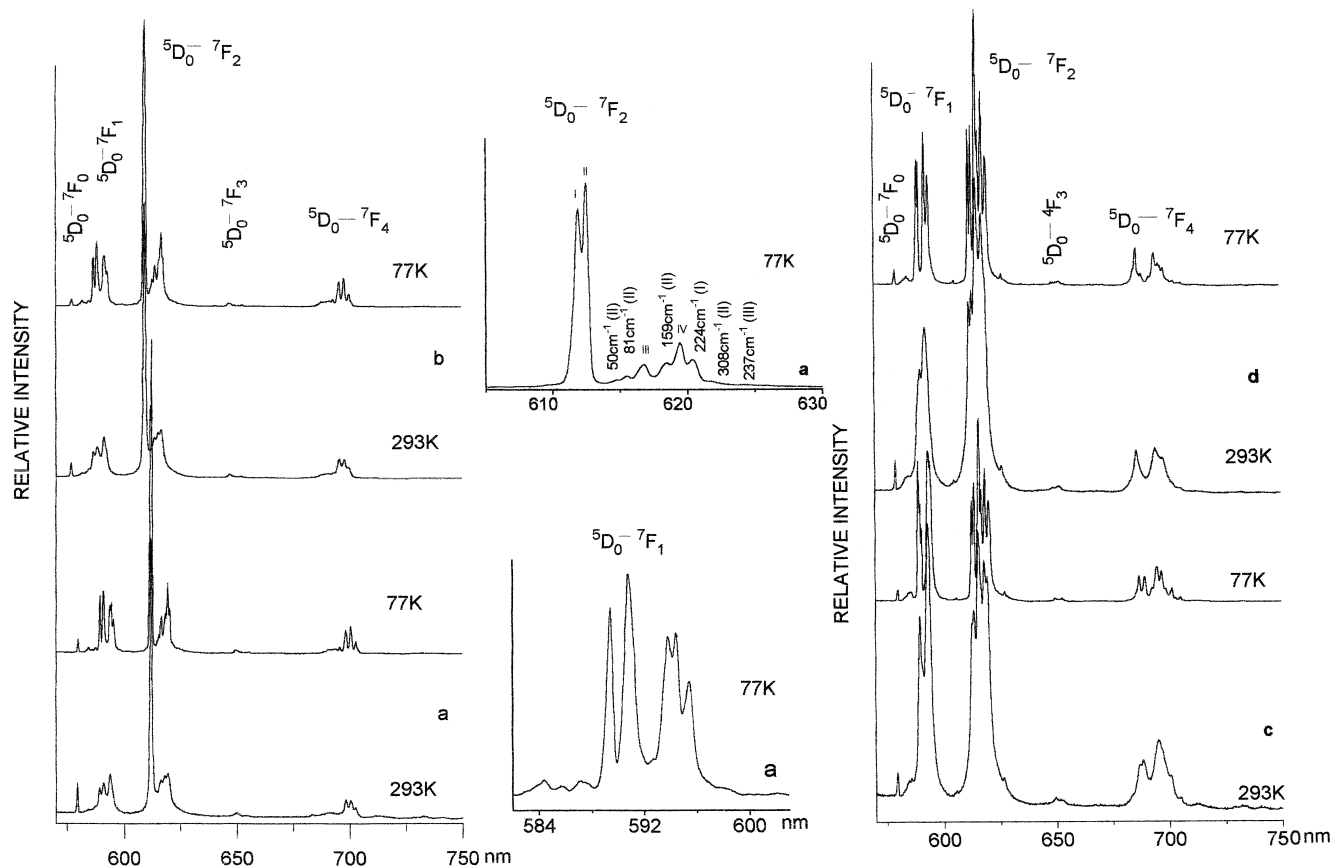 RELATIVE INTENSITY
⁵D₀— ⁷F₂
⁵D₀—⁷F₀
⁵D₀—⁷F₁
⁵D₀—⁷F₃
⁵D₀—⁷F₄
77K
b
293K
77K
a
293K
600
650
700
750 nm
⁵D₀— ⁷F₂
I
II
77K
50cm⁻¹ (II)
81cm⁻¹ (II)
III
159cm⁻¹ (II)
IV
224cm⁻¹ (I)
308cm⁻¹ (II)
237cm⁻¹ (III)
a
610
620
630
⁵D₀— ⁷F₁
77K
a
584
592
600
nm
RELATIVE INTENSITY
⁵D₀— ⁷F₂
⁵D₀— ⁷F₁
⁵D₀—⁷F₀
⁵D₀—⁴F₃
⁵D₀— ⁷F₄
77K
d
293K
77K
c
293K
600
650
700
750 nm